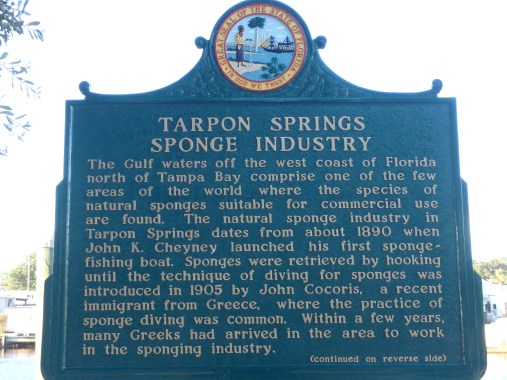 GREAT SEAL OF THE STATE OF FLORIDA
IN GOD WE TRUST
TARPON SPRINGS
SPONGE INDUSTRY
The Gulf waters off the west coast of Florida
north of Tampa Bay comprise one of the few
areas of the world where the species of
natural sponges suitable for commercial use
are found. The natural sponge industry in
Tarpon Springs dates from about 1890 when
John K. Cheyney launched his first sponge-
fishing boat. Sponges were retrieved by hooking
until the technique of diving for sponges was
introduced in 1905 by John Cocoris, a recent
immigrant from Greece, where the practice of
sponge diving was common. Within a few years,
many Greeks had arrived in the area to work
in the sponging industry.
(continued on reverse side)